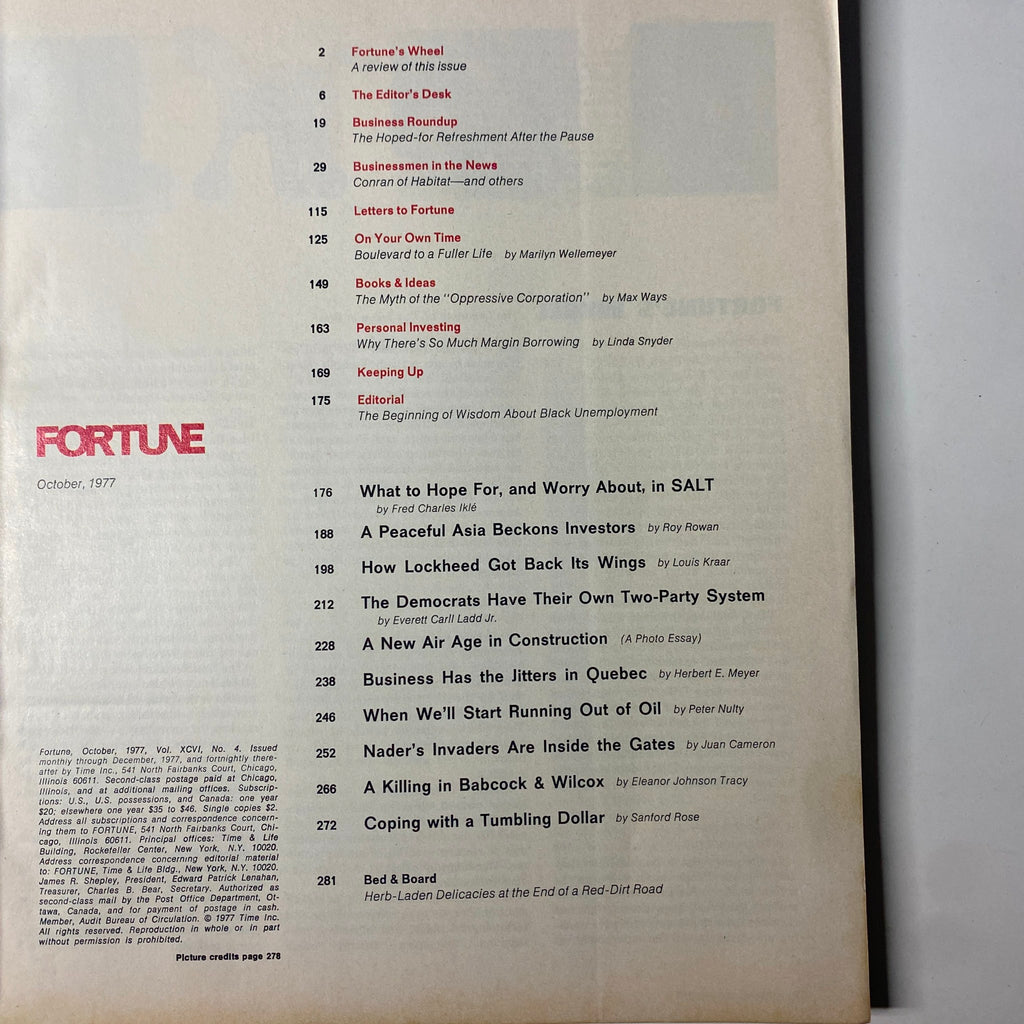 2 Fortune's Wheel
A review of this issue
6 The Editor's Desk
19 Business Roundup
The Hoped-for Refreshment After the Pause
29 Businessmen in the News
Conran of Habitat—and others
115 Letters to Fortune
125 On Your Own Time
Boulevard to a Fuller Life by Marilyn Wellemeyer
149 Books & Ideas
The Myth of the "Oppressive Corporation" by Max Ways
163 Personal Investing
Why There's So Much Margin Borrowing by Linda Snyder
169 Keeping Up
175 Editorial
The Beginning of Wisdom About Black Unemployment
FORTUNE
October, 1977
176 What to Hope For, and Worry About, in SALT
by Fred Charles Iklé
188 A Peaceful Asia Beckons Investors by Roy Rowan
198 How Lockheed Got Back Its Wings by Louis Kraar
212 The Democrats Have Their Own Two-Party System
by Everett Carll Ladd Jr.
228 A New Air Age in Construction (A Photo Essay)
238 Business Has the Jitters in Quebec by Herbert E. Meyer
246 When We'll Start Running Out of Oil by Peter Nulty
252 Nader's Invaders Are Inside the Gates by Juan Cameron
266 A Killing in Babcock & Wilcox by Eleanor Johnson Tracy
272 Coping with a Tumbling Dollar by Sanford Rose
281 Bed & Board
Herb-Laden Delicacies at the End of a Red-Dirt Road
Fortune, October, 1977, Vol. XCVI, No. 4. Issued
monthly through December, 1977, and fortnightly there-
after by Time Inc., 541 North Fairbanks Court, Chicago,
Illinois 60611. Second-class postage paid at Chicago,
Illinois, and at additional mailing offices. Subscrip-
tions: U.S., U.S. possessions, and Canada: one year
$20; elsewhere one year $35 to $46. Single copies $2.
Address all subscriptions and correspondence concern-
ing them to FORTUNE, 541 North Fairbanks Court, Chi-
cago, Illinois 60611. Principal offices: Time & Life
Building, Rockefeller Center, New York, N.Y. 10020.
Address correspondence concerning editorial material
to: FORTUNE, Time & Life Bldg., New York, N.Y. 10020.
James R. Shepley, President, Edward Patrick Lenahan,
Treasurer, Charles B. Bear, Secretary. Authorized as
second-class mail by the Post Office Department, Ot-
tawa, Canada, and for payment of postage in cash.
Member, Audit Bureau of Circulation. © 1977 Time Inc.
All rights reserved. Reproduction in whole or in part
without permission is prohibited.
Picture credits page 278